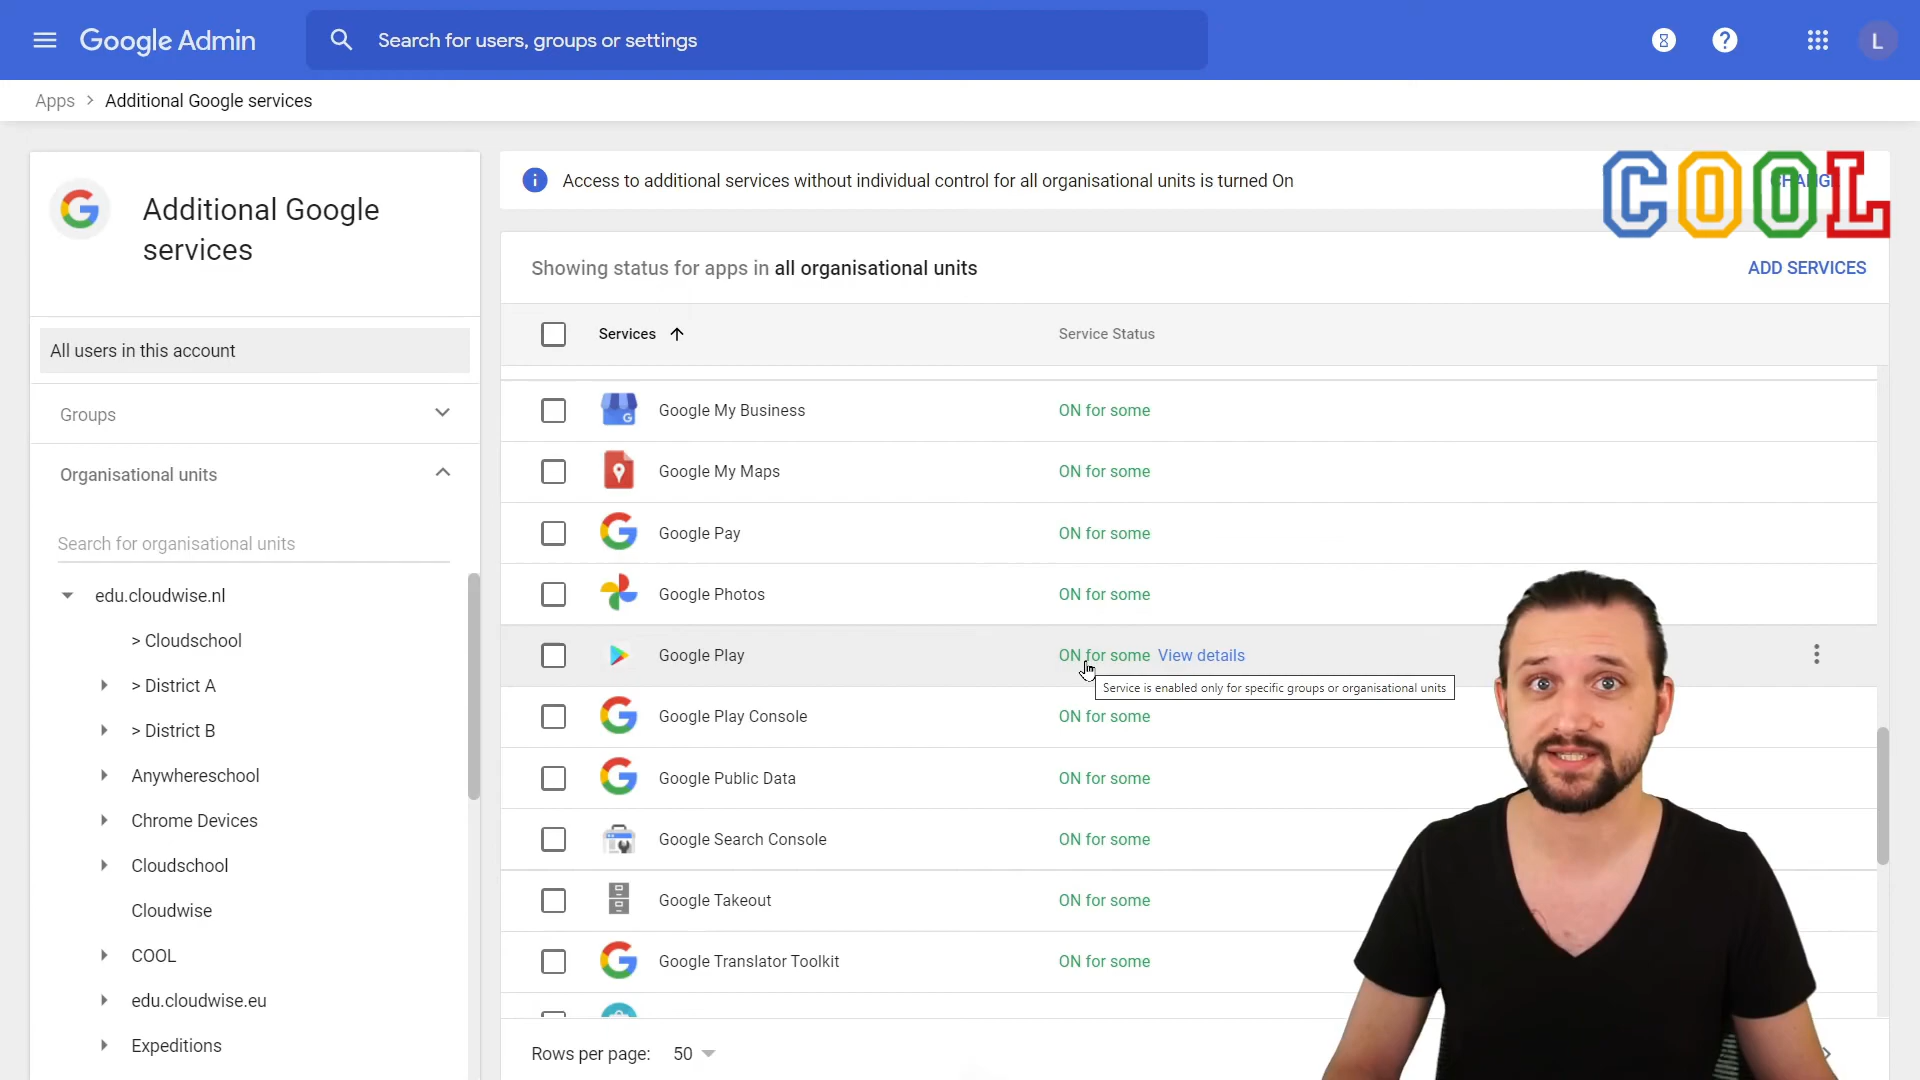 Google Admin
Search for users, groups or settings
L
Apps > Additional Google services
Additional Google
services
All users in this account
Groups
Organisational units
Search for organisational units
edu.cloudwise.nl
> Cloudschool
> District A
> District B
Anywhereschool
Chrome Devices
Cloudschool
Cloudwise
COOL
edu.cloudwise.eu
Expeditions
Access to additional services without individual control for all organisational units is turned On
COOL
Showing status for apps in all organisational units
ADD SERVICES
Services
Service Status
Google My Business ON for some
Google My Maps ON for some
Google Pay ON for some
Google Photos ON for some
Google Play ON for some View details
Service is enabled only for specific groups or organisational units
Google Play Console ON for some
Google Public Data ON for some
Google Search Console ON for some
Google Takeout ON for some
Google Translator Toolkit ON for some
Rows per page: 50